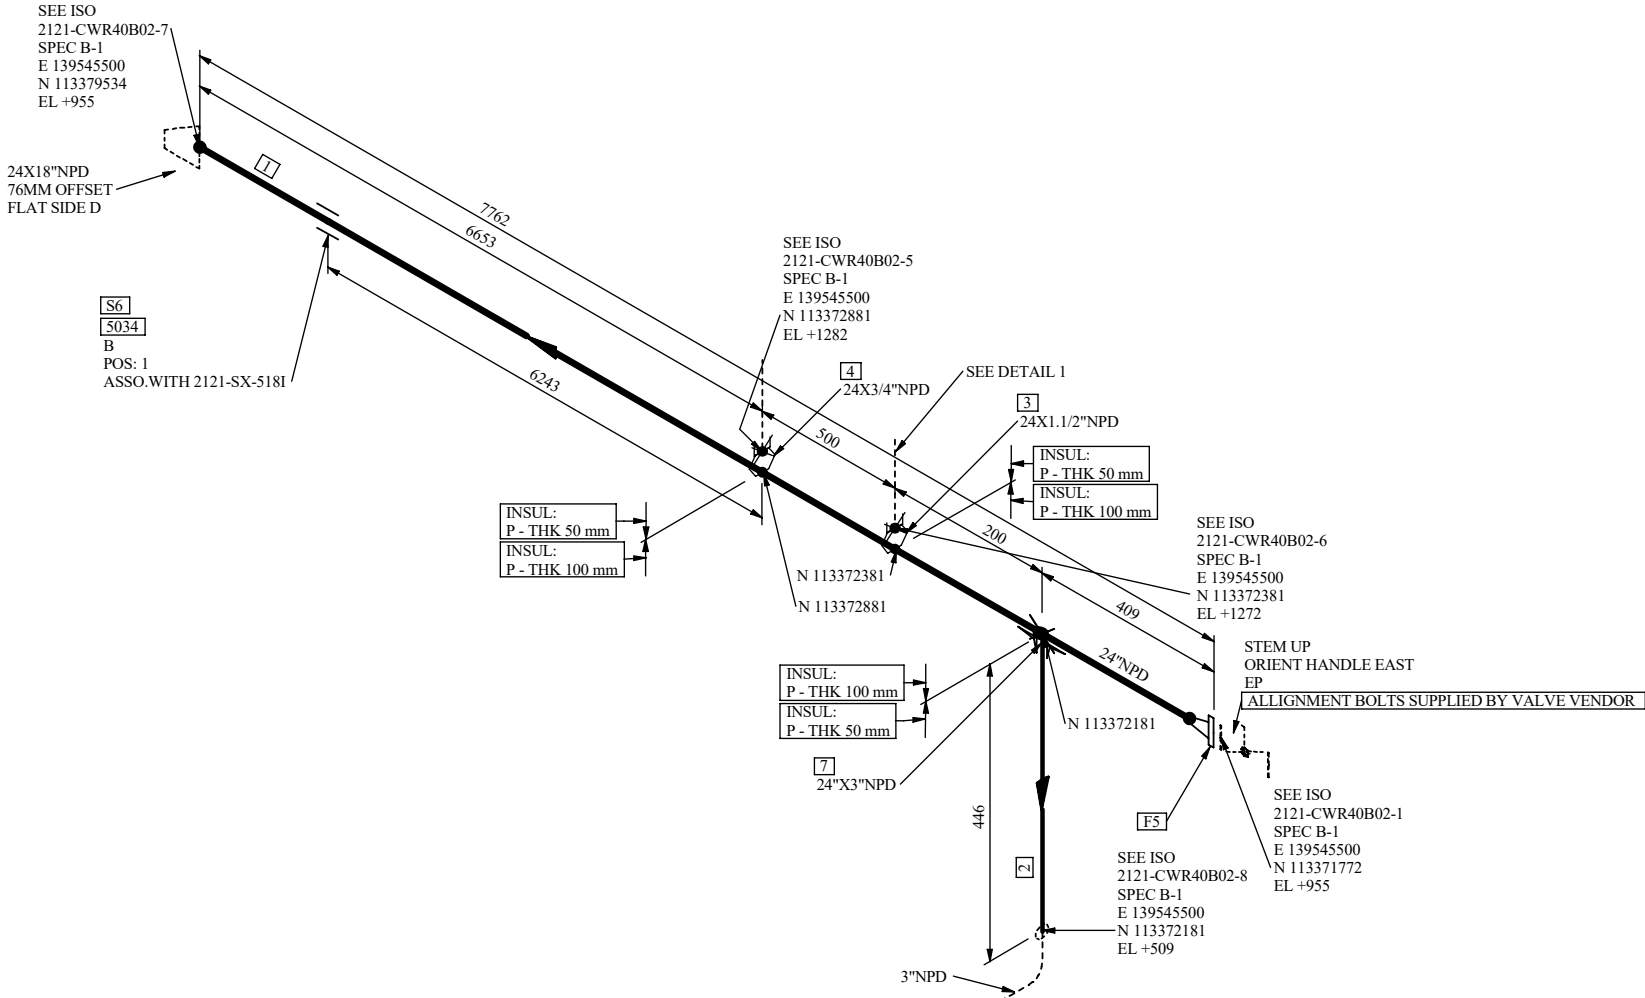 SEE ISO
2121-CWR40B02-7
SPEC B-1
E 139545500
N 113379534
EL +955
24X18"NPD
76MM OFFSET
FLAT SIDE D
1
7762
6653
S6
5034
B
POS: 1
ASSO.WITH 2121-SX-518I
6243
SEE ISO
2121-CWR40B02-5
SPEC B-1
E 139545500
N 113372881
EL +1282
4
24X3/4"NPD
SEE DETAIL 1
3
24X1.1/2"NPD
500
INSUL:
P - THK 50 mm
INSUL:
P - THK 100 mm
INSUL:
P - THK 50 mm
INSUL:
P - THK 100 mm
200
SEE ISO
2121-CWR40B02-6
SPEC B-1
E 139545500
N 113372381
EL +1272
N 113372381
N 113372881
409
24"NPD
STEM UP
ORIENT HANDLE EAST
EP
ALLIGNMENT BOLTS SUPPLIED BY VALVE VENDOR
INSUL:
P - THK 100 mm
INSUL:
P - THK 50 mm
N 113372181
7
24"X3"NPD
446
2
F5
SEE ISO
2121-CWR40B02-1
SPEC B-1
E 139545500
N 113371772
EL +955
SEE ISO
2121-CWR40B02-8
SPEC B-1
E 139545500
N 113372181
EL +509
3"NPD